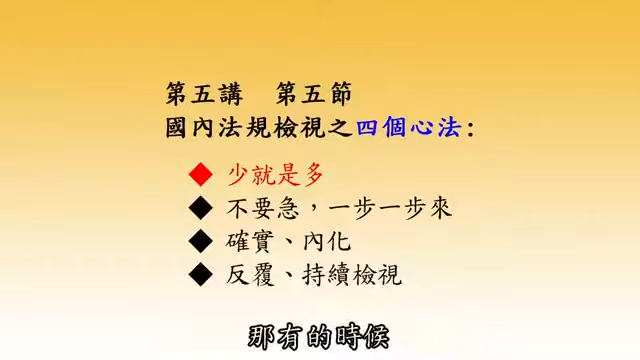 第五講　第五節
國內法規檢視之四個心法:
◆ 少就是多
◆ 不要急，一步一步來
◆ 確實、內化
◆ 反覆、持續檢視
那有的時候